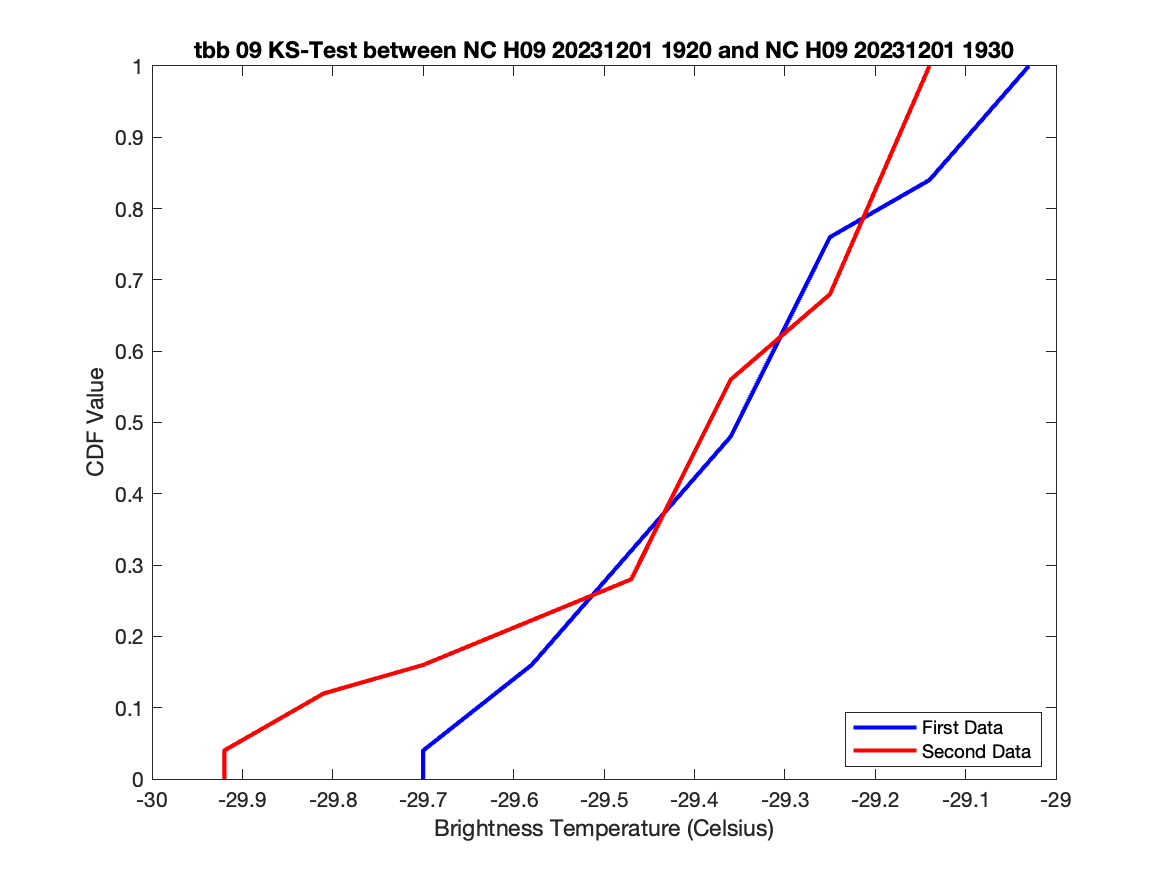 tbb 09 KS-Test between NC H09 20231201 1920 and NC H09 20231201 1930
1
0.9
0.8
0.7
0.6
0.5
0.4
0.3
0.2
0.1
0
CDF Value
First Data
Second Data
-30 -29.9 -29.8 -29.7 -29.6 -29.5 -29.4 -29.3 -29.2 -29.1 -29
Brightness Temperature (Celsius)